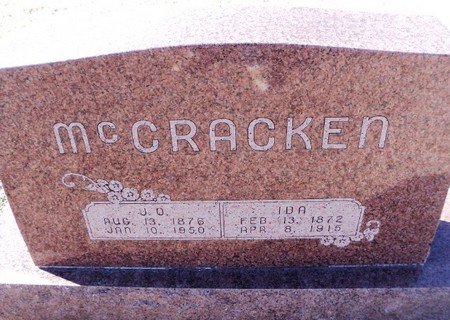 McCRACKEN
J.D.
AUG. 13, 1876
JAN. 10, 1950
IDA
FEB. 13, 1872
APR. 8, 1915